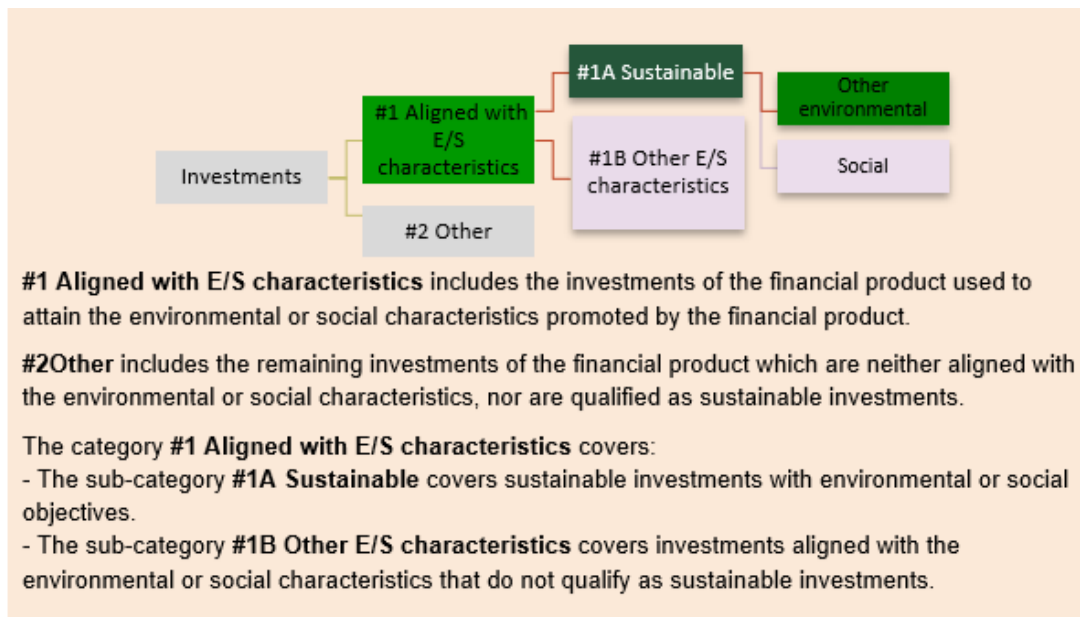 #1A Sustainable
Other
environmental
#1 Aligned with
E/S
characteristics
#1B Other E/S
characteristics
Social
Investments
#2 Other
#1 Aligned with E/S characteristics includes the investments of the financial product used to
attain the environmental or social characteristics promoted by the financial product.
#2Other includes the remaining investments of the financial product which are neither aligned with
the environmental or social characteristics, nor are qualified as sustainable investments.
The category #1 Aligned with E/S characteristics covers:
- The sub-category #1A Sustainable covers sustainable investments with environmental or social
objectives.
- The sub-category #1B Other E/S characteristics covers investments aligned with the
environmental or social characteristics that do not qualify as sustainable investments.